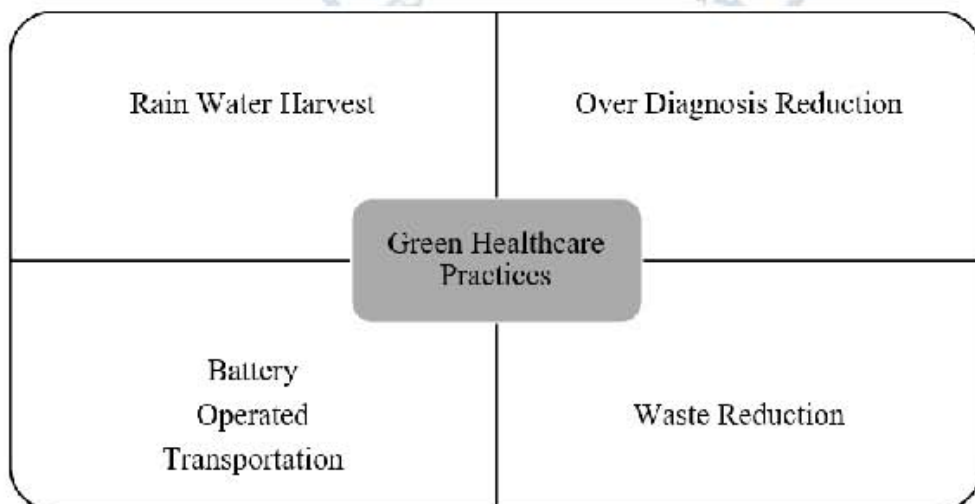 Rain Water Harvest
Over Diagnosis Reduction
Green Healthcare
Practices
Battery
Operated
Transportation
Waste Reduction